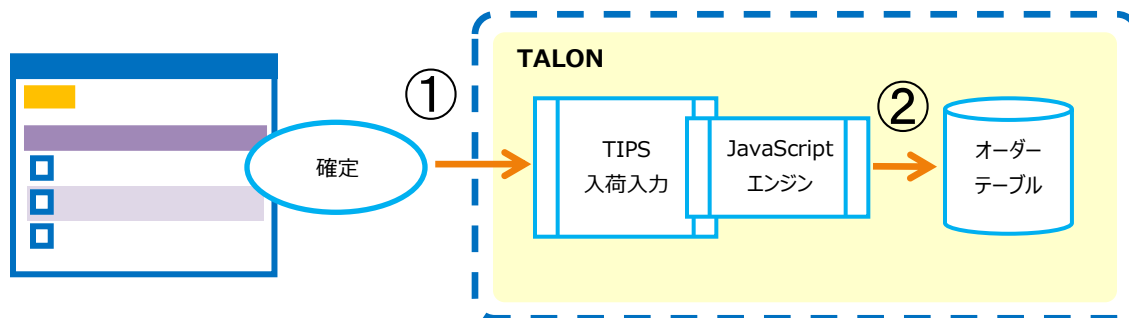 TALON
①
②
確定
TIPS
入荷入力
JavaScript
エンジン
オーダー
テーブル